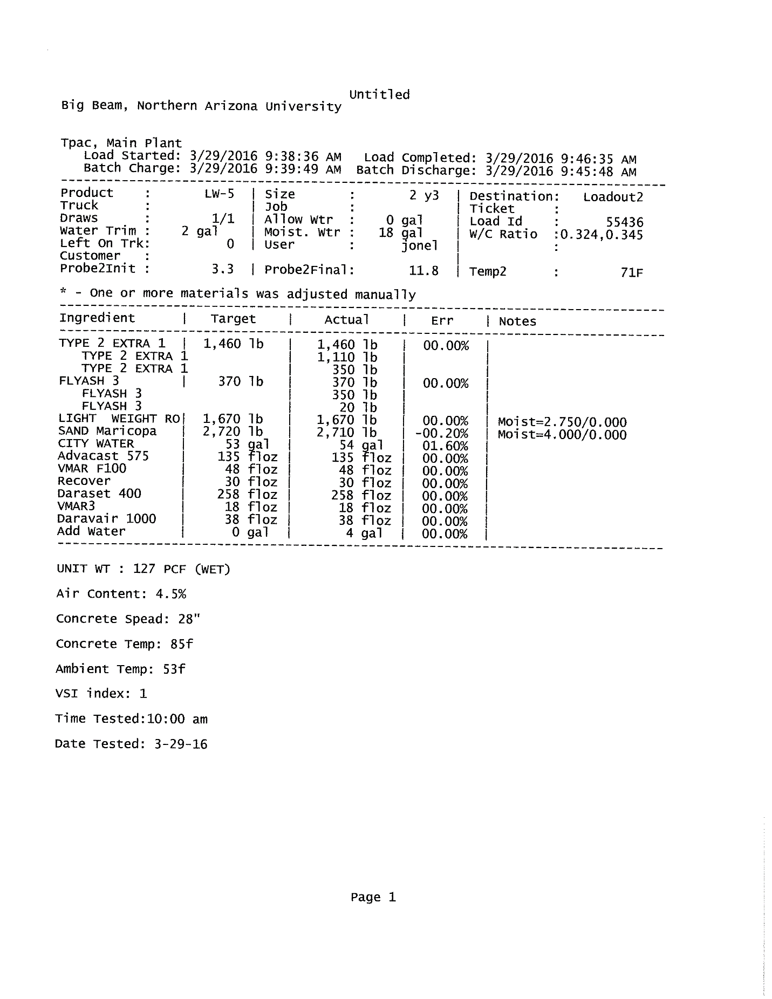 Untitled
Big Beam, Northern Arizona University
Tpac, Main Plant
Load Started: 3/29/2016 9:38:36 AM   Load Completed: 3/29/2016 9:46:35 AM
Batch Charge: 3/29/2016 9:39:49 AM  Batch Discharge: 3/29/2016 9:45:48 AM
Product    :       LW-5  | Size       :       2 y3  | Destination:   Loadout2
Truck      :             | Job        :             | Ticket     :
Draws      :        1/1  | Allow Wtr  :    0 gal    | Load Id    :      55436
Water Trim :    2 gal    | Moist. Wtr :   18 gal    | W/C Ratio  :0.324,0.345
Left On Trk:          0  | User       :      jonel  |            :
Customer   :
Probe2Init :        3.3  | Probe2Final:       11.8  | Temp2      :        71F
* - One or more materials was adjusted manually
Ingredient      |   Target    |    Actual    |   Err    | Notes
TYPE 2 EXTRA 1  |  1,460 lb   |   1,460 lb   |  00.00%  |
TYPE 2 EXTRA 1             |   1,110 lb   |          |
TYPE 2 EXTRA 1             |     350 lb   |          |
FLYASH 3        |    370 lb   |     370 lb   |  00.00%  |
FLYASH 3                   |     350 lb   |          |
FLYASH 3                   |      20 lb   |          |
LIGHT  WEIGHT RO|  1,670 lb   |   1,670 lb   |  00.00%  | Moist=2.750/0.000
SAND Maricopa   |  2,720 lb   |   2,710 lb   | -00.20%  | Moist=4.000/0.000
CITY WATER      |     53 gal  |      54 gal  |  01.60%  |
Advacast 575    |    135 floz |     135 floz |  00.00%  |
VMAR F100       |     48 floz |      48 floz |  00.00%  |
Recover         |     30 floz |      30 floz |  00.00%  |
Daraset 400     |    258 floz |     258 floz |  00.00%  |
VMAR3           |     18 floz |      18 floz |  00.00%  |
Daravair 1000   |     38 floz |      38 floz |  00.00%  |
Add Water       |      0 gal  |       4 gal  |  00.00%  |
UNIT WT : 127 PCF (WET)
Air Content: 4.5%
Concrete Spead: 28"
Concrete Temp: 85f
Ambient Temp: 53f
VSI index: 1
Time Tested:10:00 am
Date Tested: 3-29-16
Page 1